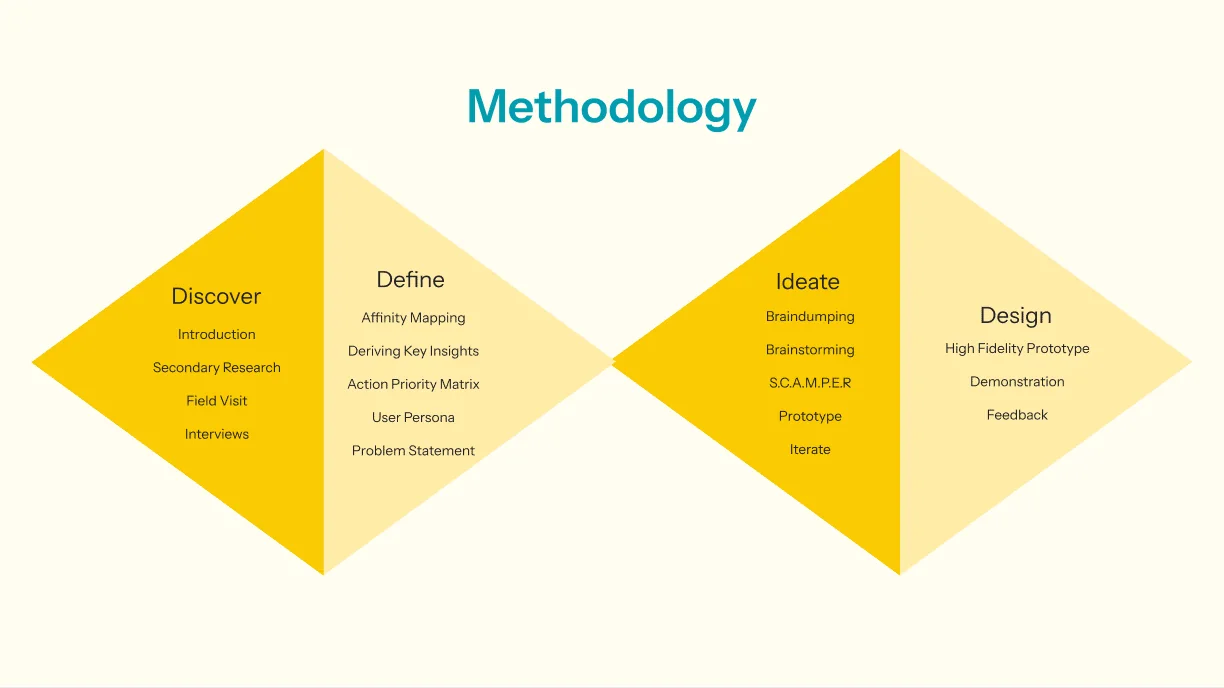 Methodology
Discover
Introduction
Secondary Research
Field Visit
Interviews
Define
Affinity Mapping
Deriving Key Insights
Action Priority Matrix
User Persona
Problem Statement
Ideate
Braindumping
Brainstorming
S.C.A.M.P.E.R
Prototype
Iterate
Design
High Fidelity Prototype
Demonstration
Feedback